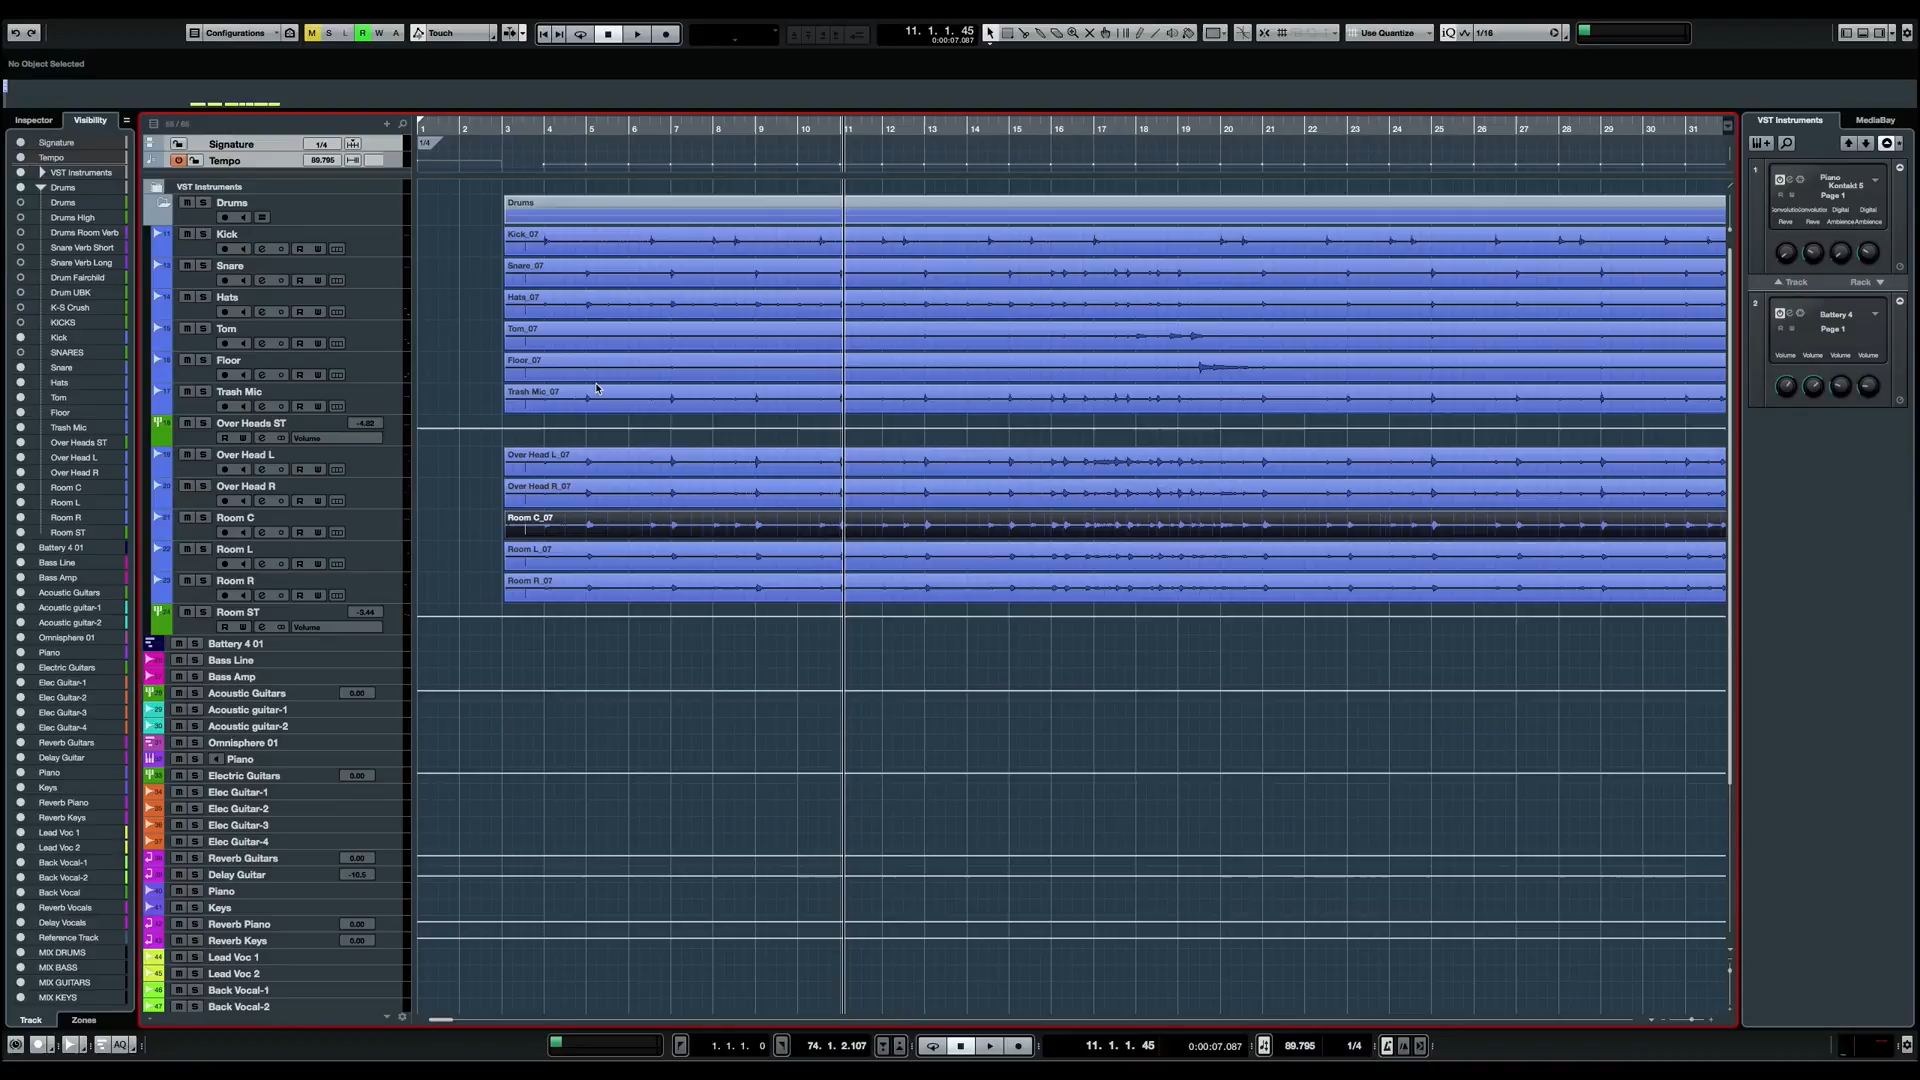 Configurations M S L R W A Touch 11. 1. 1. 45 0:00:07.087 Use Quantize iQ 1/16
No Object Selected
Inspector Visibility
Signature
Tempo
VST Instruments
Drums
Drums
Drums High
Drums Room Verb
Snare Verb Short
Snare Verb Long
Drum Fairchild
Drum UBK
K-S Crush
KICKS
Kick
SNARES
Snare
Hats
Tom
Floor
Trash Mic
Over Heads ST
Over Head L
Over Head R
Room C
Room L
Room R
Room ST
Battery 4 01
Bass Line
Bass Amp
Acoustic Guitars
Acoustic guitar-1
Acoustic guitar-2
Omnisphere 01
Piano
Electric Guitars
Elec Guitar-1
Elec Guitar-2
Elec Guitar-3
Elec Guitar-4
Reverb Guitars
Delay Guitar
Piano
Keys
Reverb Piano
Reverb Keys
Lead Voc 1
Lead Voc 2
Back Vocal-1
Back Vocal-2
Back Vocal
Reverb Vocals
Delay Vocals
Reference Track
MIX DRUMS
MIX BASS
MIX GUITARS
MIX KEYS
Track Zones
1 2 3 4 5 6 7 8 9 10 11 12 13 14 15 16 17 18 19 20 21 22 23 24 25 26 27 28 29 30 31
Signature 1/4 1/4
Tempo 89.795
VST Instruments
m S Drums Drums
m S Kick Kick_07
m S Snare Snare_07
m S Hats Hats_07
m S Tom Tom_07
m S Floor Floor_07
m S Trash Mic Trash Mic_07
m S Over Heads ST -4.82
R W e Volume
m S Over Head L Over Head L_07
m S Over Head R Over Head R_07
m S Room C Room C_07
m S Room L Room L_07
m S Room R Room R_07
m S Room ST -3.44
R W e Volume
m S Battery 4 01
m S Bass Line
m S Bass Amp
m S Acoustic Guitars 0.00
m S Acoustic guitar-1
m S Acoustic guitar-2
m S Omnisphere 01
m S Piano
m S Electric Guitars 0.00
m S Elec Guitar-1
m S Elec Guitar-2
m S Elec Guitar-3
m S Elec Guitar-4
m S Reverb Guitars 0.00
m S Delay Guitar -10.5
m S Piano
m S Keys
m S Reverb Piano 0.00
m S Reverb Keys 0.00
m S Lead Voc 1
m S Lead Voc 2
m S Back Vocal-1
m S Back Vocal-2
VST Instruments MediaBay
1 Piano
Kontakt 5
Page 1
Digital Digital
Reve Reve Ambience Ambience
Track Rack
2 Battery 4
Page 1
Volume Volume Volume Volume
AQ 1. 1. 1. 0 74. 1. 2.107 11. 1. 1. 45 0:00:07.087 89.795 1/4